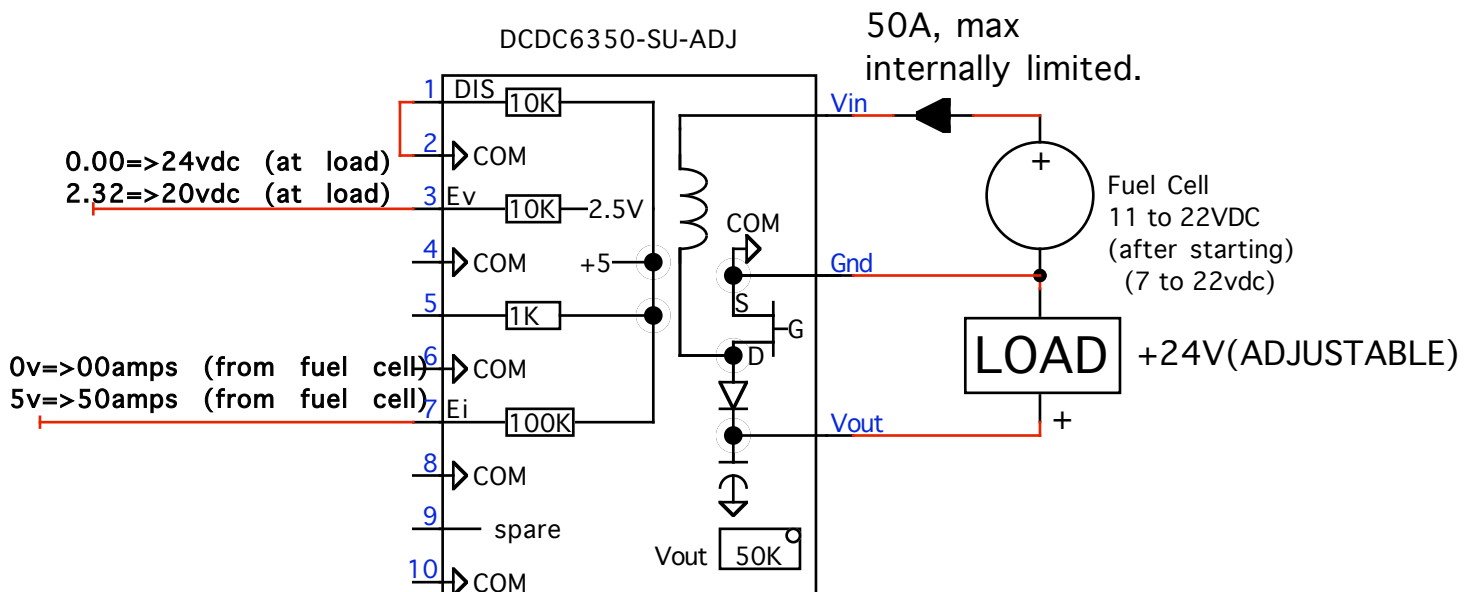 DCDC6350-SU-ADJ
50A, max
internally limited.
1 DIS 10K
2 COM
0.00=>24vdc (at load)
2.32=>20vdc (at load)
3 Ev 10K 2.5V
4 COM
+5
5 1K
0v=>00amps (from fuel cell)
6 COM
5v=>50amps (from fuel cell)
7 Ei 100K
8 COM
9 spare
10 COM
COM
S
G
D
Vout 50K
Vin
Gnd
Vout
+
Fuel Cell
11 to 22VDC
(after starting)
(7 to 22vdc)
LOAD +24V(ADJUSTABLE)
+